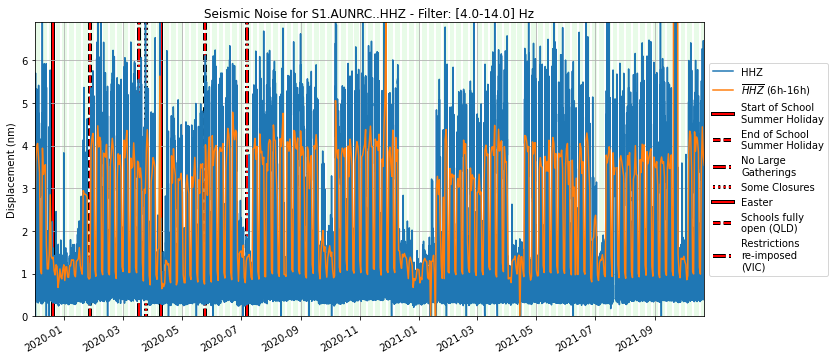 Seismic Noise for S1.AUNRC..HHZ - Filter: [4.0-14.0] Hz
Displacement (nm)
6
5
4
3
2
1
0
2020-01
2020-03
2020-05
2020-07
2020-09
2020-11
2021-01
2021-03
2021-05
2021-07
2021-09
HHZ
HHZ (6h-16h)
Start of School
Summer Holiday
End of School
Summer Holiday
No Large
Gatherings
Some Closures
Easter
Schools fully
open (QLD)
Restrictions
re-imposed
(VIC)